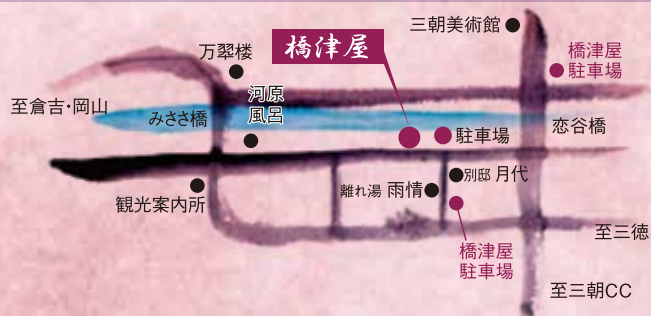 三朝美術館
橋津屋
橋津屋
駐車場
万翠楼
河原
風呂
至倉吉・岡山
みささ橋
駐車場
恋谷橋
別邸 月代
離れ湯 雨情
観光案内所
至三徳
橋津屋
駐車場
至三朝CC